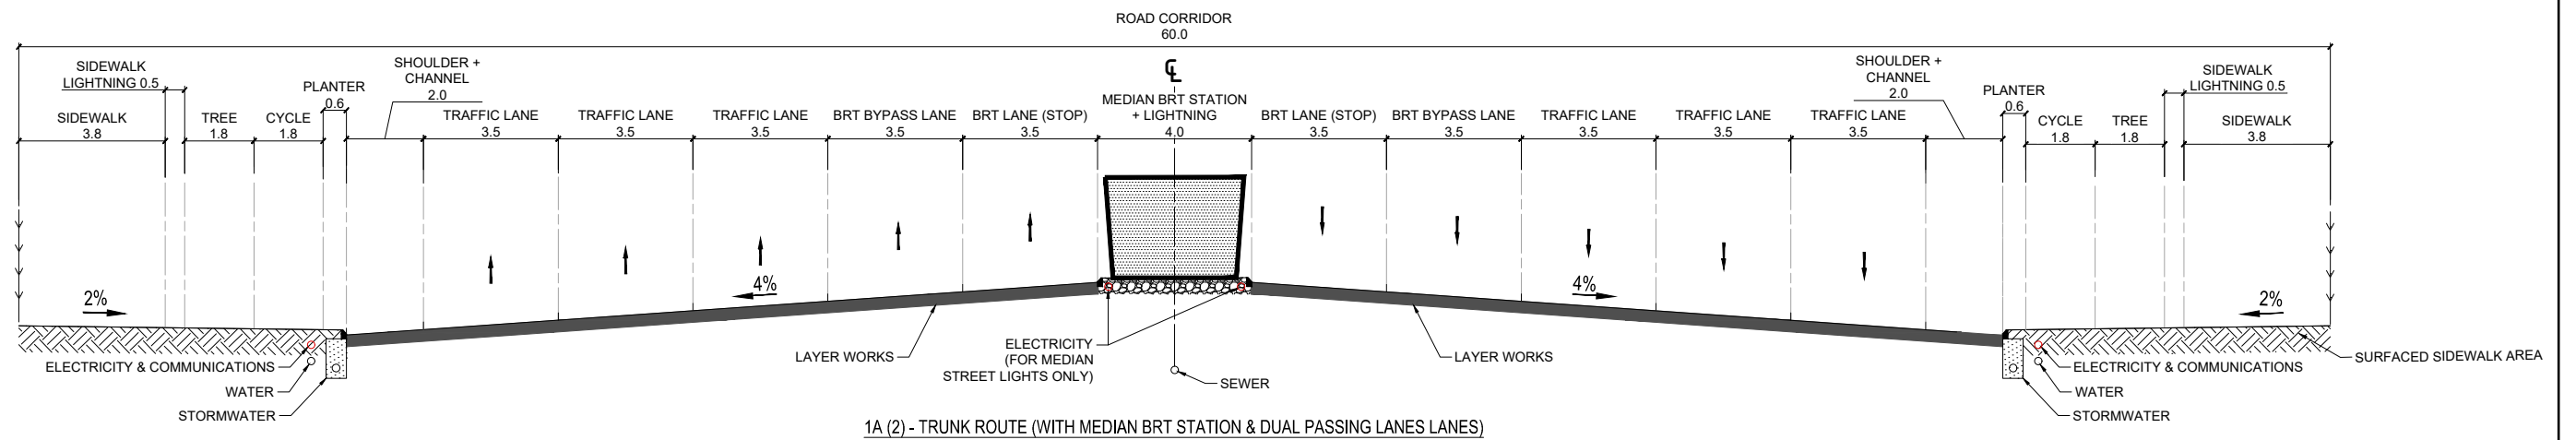 ROAD CORRIDOR
60.0
SIDEWALK
LIGHTNING 0.5
SIDEWALK
3.8
TREE
1.8
CYCLE
1.8
PLANTER
0.6
SHOULDER +
CHANNEL
2.0
TRAFFIC LANE
3.5
TRAFFIC LANE
3.5
TRAFFIC LANE
3.5
BRT BYPASS LANE
3.5
BRT LANE (STOP)
3.5
℄
MEDIAN BRT STATION
+ LIGHTNING
4.0
BRT LANE (STOP)
3.5
BRT BYPASS LANE
3.5
TRAFFIC LANE
3.5
TRAFFIC LANE
3.5
TRAFFIC LANE
3.5
SHOULDER +
CHANNEL
2.0
PLANTER
0.6
CYCLE
1.8
TREE
1.8
SIDEWALK
LIGHTNING 0.5
SIDEWALK
3.8
2%
4%
4%
2%
ELECTRICITY & COMMUNICATIONS
WATER
STORMWATER
LAYER WORKS
ELECTRICITY
(FOR MEDIAN
STREET LIGHTS ONLY)
SEWER
LAYER WORKS
SURFACED SIDEWALK AREA
ELECTRICITY & COMMUNICATIONS
WATER
STORMWATER
1A (2) - TRUNK ROUTE (WITH MEDIAN BRT STATION & DUAL PASSING LANES LANES)